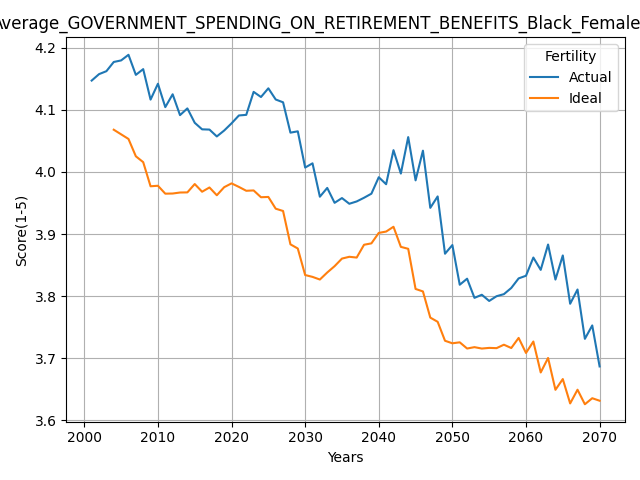 Average_GOVERNMENT_SPENDING_ON_RETIREMENT_BENEFITS_Black_Female
4.2
4.1
4.0
3.9
3.8
3.7
3.6
Score(1-5)
Fertility
Actual
Ideal
2000 2010 2020 2030 2040 2050 2060 2070
Years